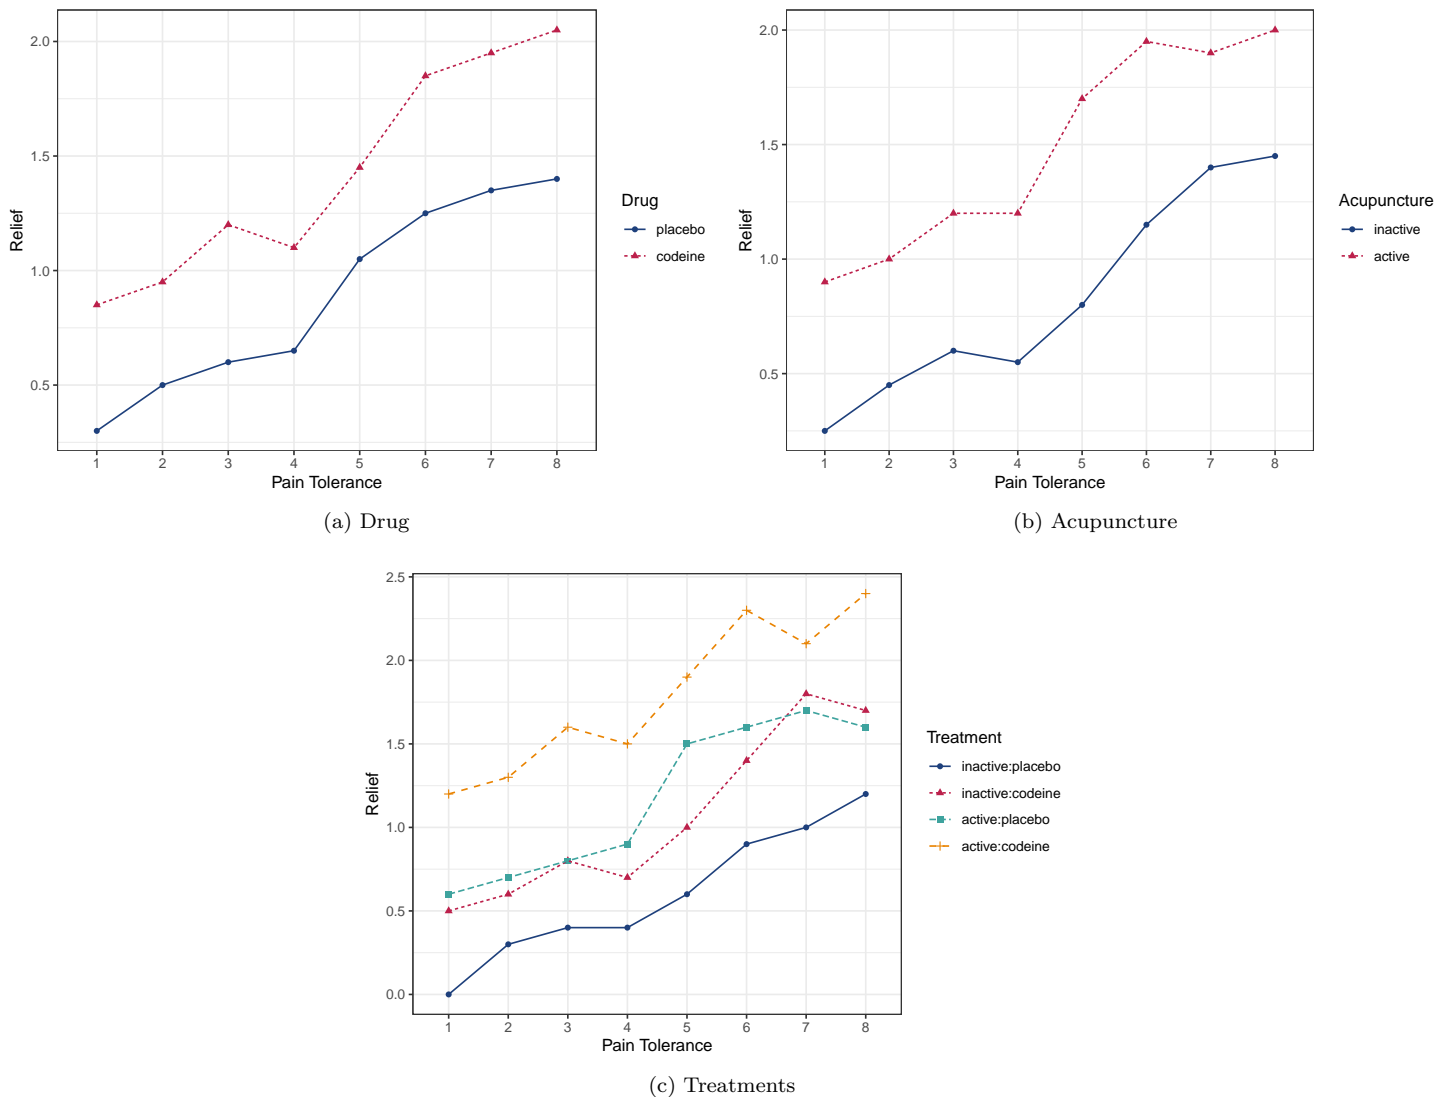 2.0
1.5
1.0
0.5
Relief
1 2 3 4 5 6 7 8
Pain Tolerance
Drug
placebo
codeine
(a) Drug
2.0
1.5
1.0
0.5
Relief
1 2 3 4 5 6 7 8
Pain Tolerance
Acupuncture
inactive
active
(b) Acupuncture
2.5
2.0
1.5
1.0
0.5
0.0
Relief
1 2 3 4 5 6 7 8
Pain Tolerance
Treatment
inactive:placebo
inactive:codeine
active:placebo
active:codeine
(c) Treatments